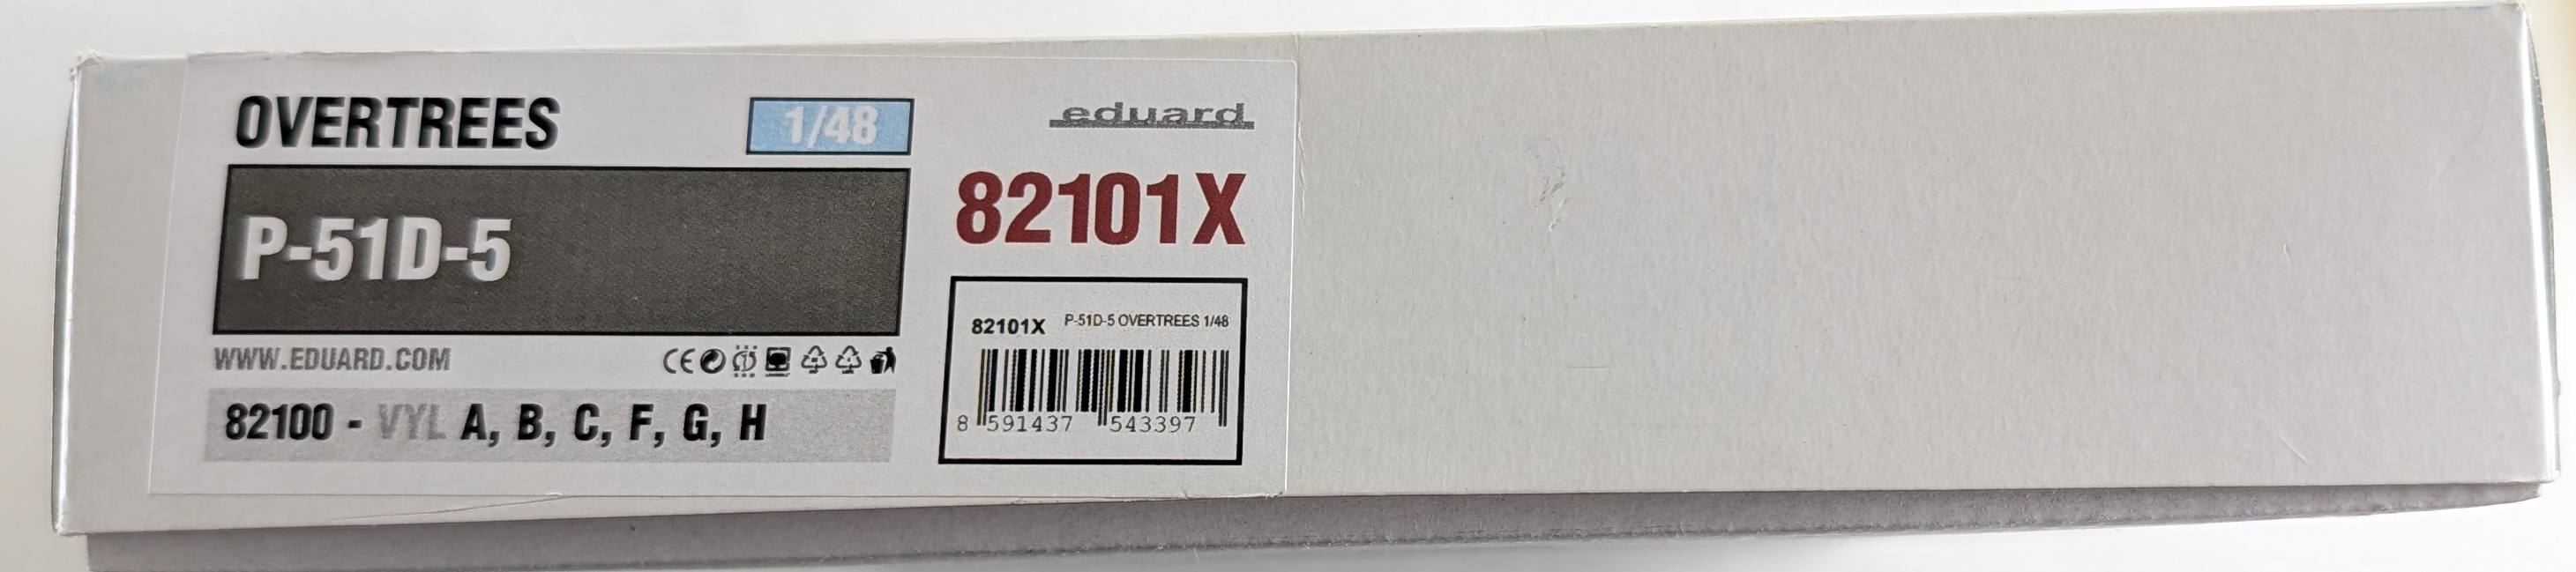 OVERTREES
1/48
eduard
P-51D-5
82101X
82101X P-51D-5 OVERTREES 1/48
WWW.EDUARD.COM
CE
82100 - VYL A, B, C, F, G, H
8 591437 543397